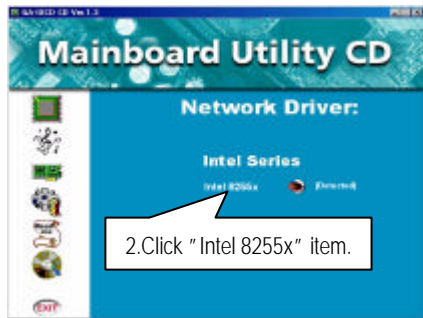 Mainboard Utility CD
Network Driver:
Intel Series
Intel 8255x (Detected)
2.Click "Intel 8255x" item.
EXIT